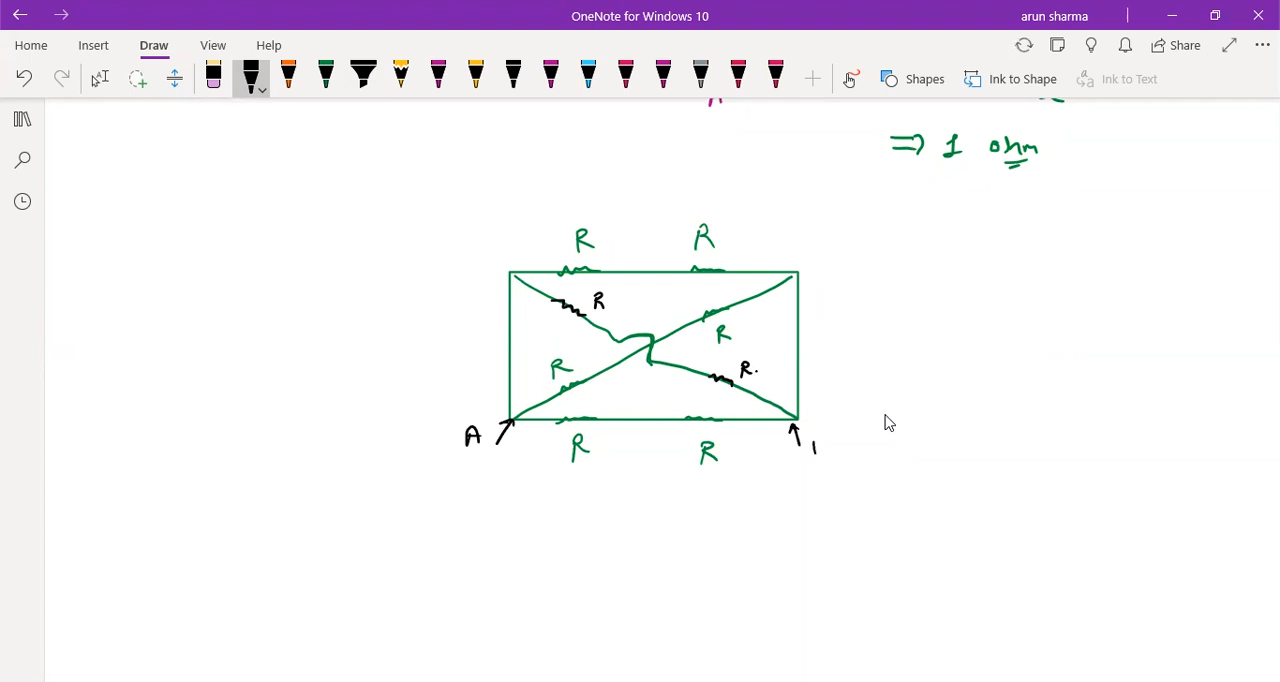 OneNote for Windows 10
arun sharma
Home Insert Draw View Help
Share
Shapes Ink to Shape Ink to Text
⇒ 1 ohm
R R
R
R
R
R.
A
R R